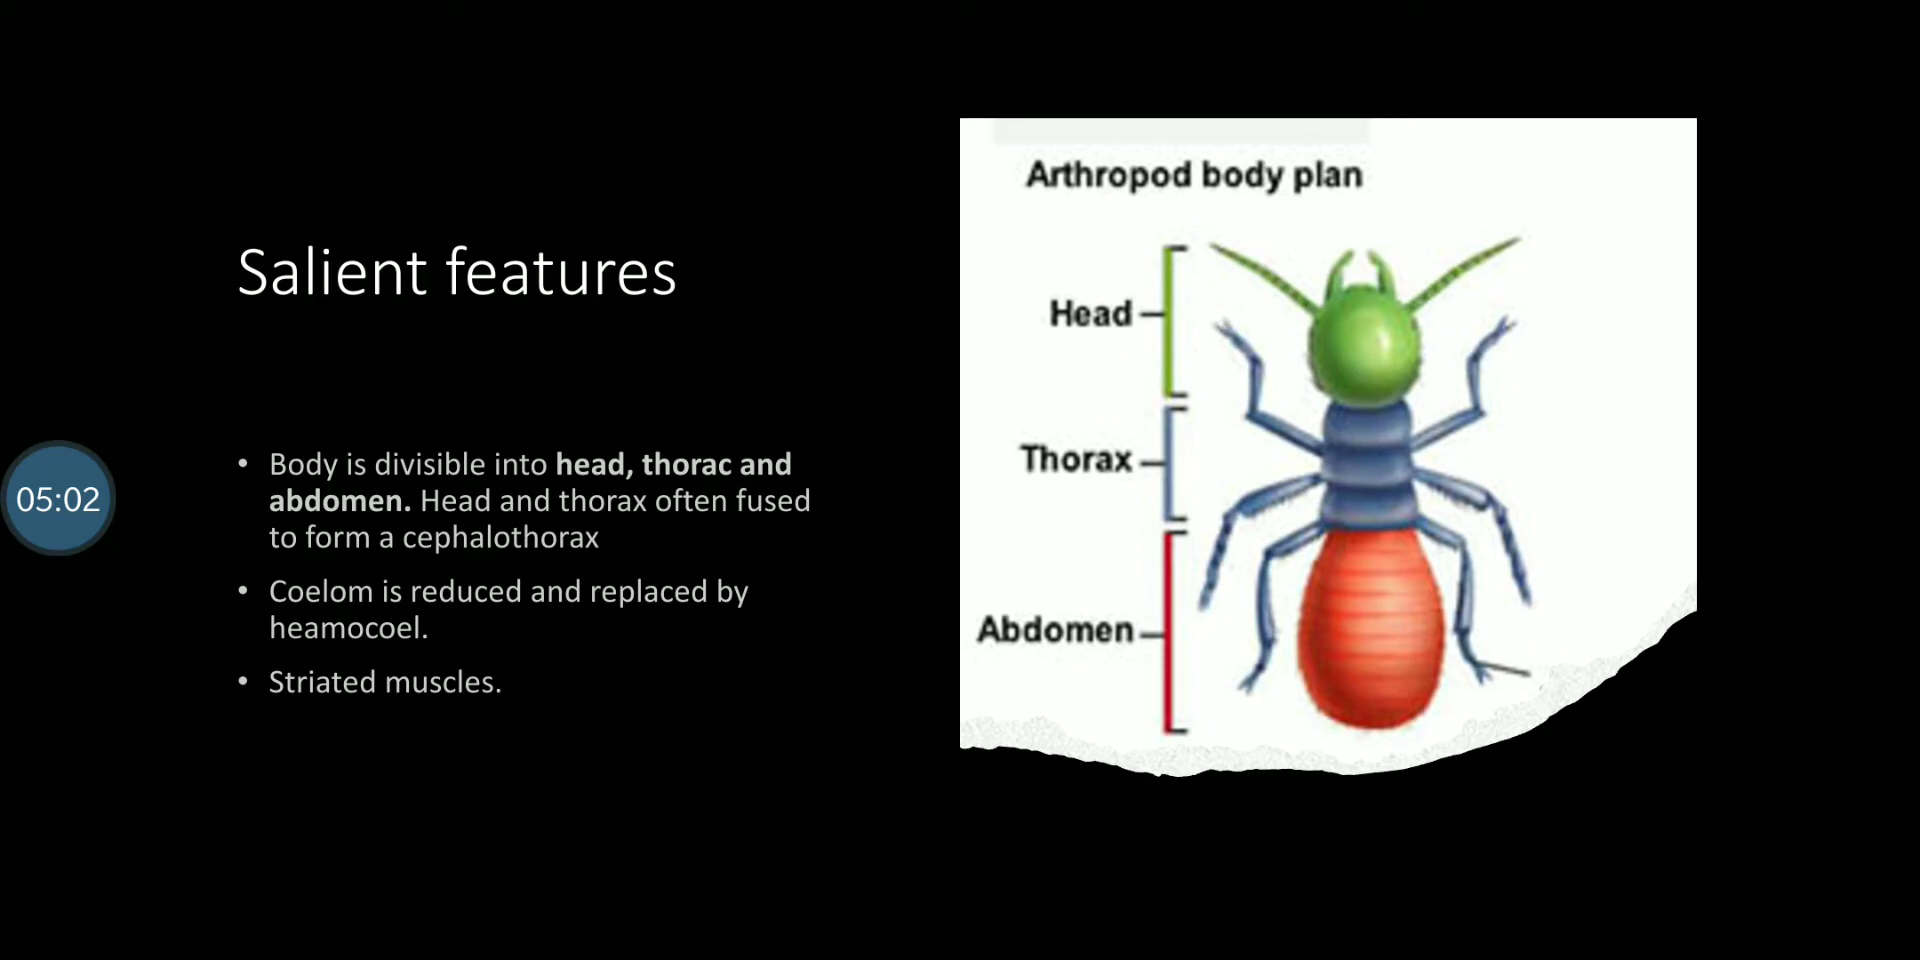 Salient features
05:02
• Body is divisible into head, thorac and
abdomen. Head and thorax often fused
to form a cephalothorax
• Coelom is reduced and replaced by
heamocoel.
• Striated muscles.
Arthropod body plan
Head
Thorax
Abdomen